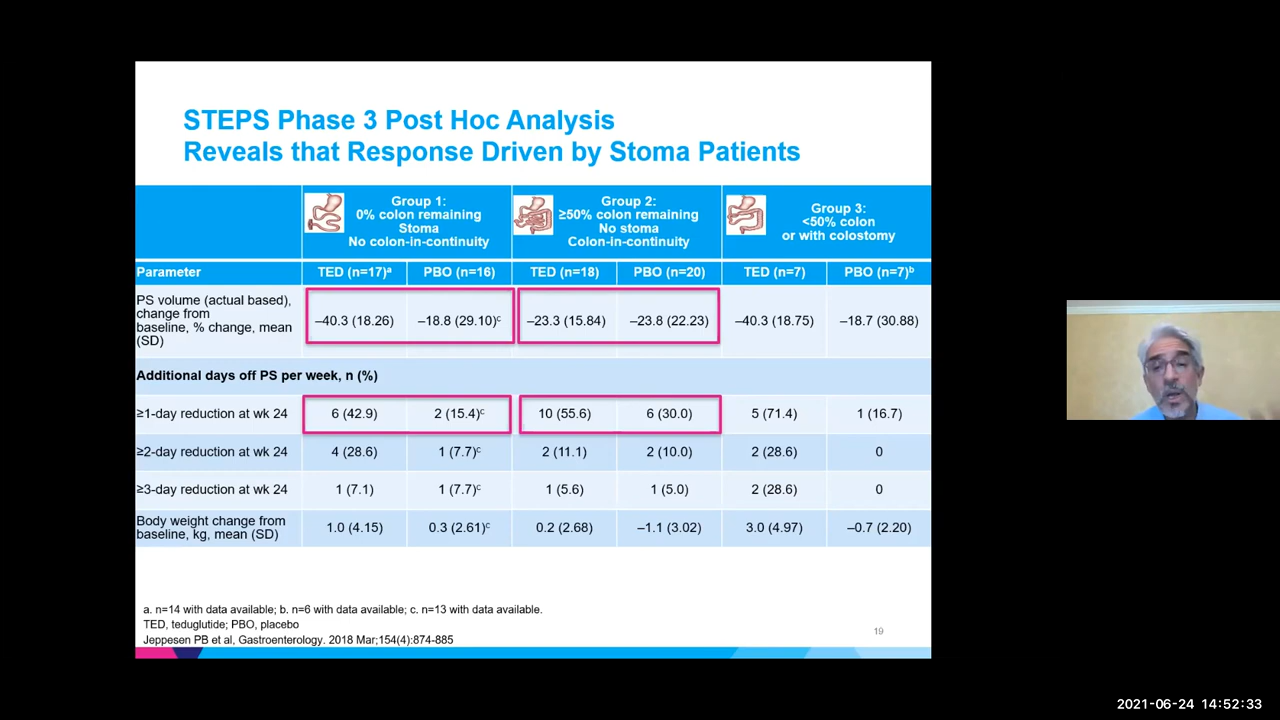 STEPS Phase 3 Post Hoc Analysis
Reveals that Response Driven by Stoma Patients
Group 1:
0% colon remaining
Stoma
No colon-in-continuity
Group 2:
≥50% colon remaining
No stoma
Colon-in-continuity
Group 3:
<50% colon
or with colostomy
Parameter TED (n=17)ᵃ PBO (n=16) TED (n=18) PBO (n=20) TED (n=7) PBO (n=7)ᵇ
PS volume (actual based),
change from
baseline, % change, mean
(SD)
–40.3 (18.26) –18.8 (29.10)ᶜ –23.3 (15.84) –23.8 (22.23) –40.3 (18.75) –18.7 (30.88)
Additional days off PS per week, n (%)
≥1-day reduction at wk 24 6 (42.9) 2 (15.4)ᶜ 10 (55.6) 6 (30.0) 5 (71.4) 1 (16.7)
≥2-day reduction at wk 24 4 (28.6) 1 (7.7)ᶜ 2 (11.1) 2 (10.0) 2 (28.6) 0
≥3-day reduction at wk 24 1 (7.1) 1 (7.7)ᶜ 1 (5.6) 1 (5.0) 2 (28.6) 0
Body weight change from
baseline, kg, mean (SD)
1.0 (4.15) 0.3 (2.61)ᶜ 0.2 (2.68) –1.1 (3.02) 3.0 (4.97) –0.7 (2.20)
a. n=14 with data available; b. n=6 with data available; c. n=13 with data available.
TED, teduglutide; PBO, placebo
Jeppesen PB et al, Gastroenterology. 2018 Mar;154(4):874-885
19
2021-06-24 14:52:33